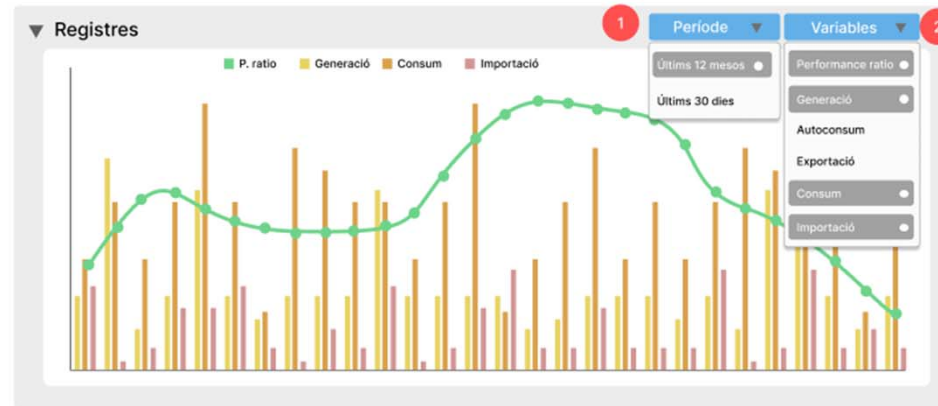 Registres
1
Període
Variables
2
P. ratio
Generació
Consum
Importació
Últims 12 mesos
Últims 30 dies
Performance ratio
Generació
Autoconsum
Exportació
Consum
Importació